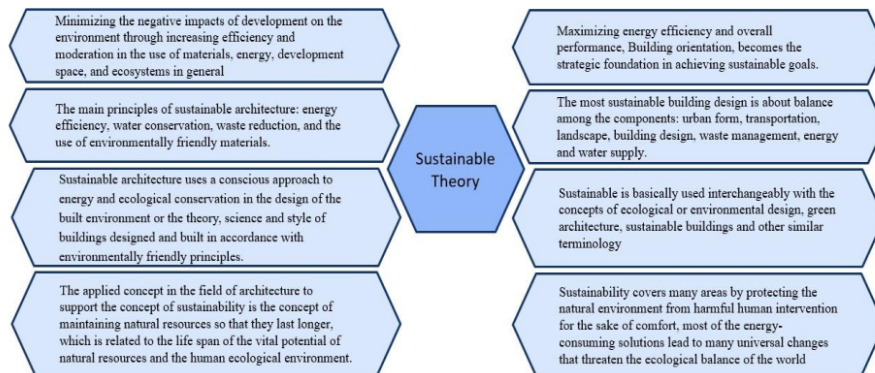 Minimizing the negative impacts of development on the
environment through increasing efficiency and
moderation in the use of materials, energy, development
space, and ecosystems in general
The main principles of sustainable architecture: energy
efficiency, water conservation, waste reduction, and the
use of environmentally friendly materials.
Sustainable architecture uses a conscious approach to
energy and ecological conservation in the design of the
built environment or the theory, science and style of
buildings designed and built in accordance with
environmentally friendly principles.
The applied concept in the field of architecture to
support the concept of sustainability is the concept of
maintaining natural resources so that they last longer,
which is related to the life span of the vital potential of
natural resources and the human ecological environment.
Sustainable
Theory
Maximizing energy efficiency and overall
performance, Building orientation, becomes the
strategic foundation in achieving sustainable goals.
The most sustainable building design is about balance
among the components: urban form, transportation,
landscape, building design, waste management, energy
and water supply.
Sustainable is basically used interchangeably with the
concepts of ecological or environmental design, green
architecture, sustainable buildings and other similar
terminology
Sustainability covers many areas by protecting the
natural environment from harmful human intervention
for the sake of comfort, most of the energy-
consuming solutions lead to many universal changes
that threaten the ecological balance of the world